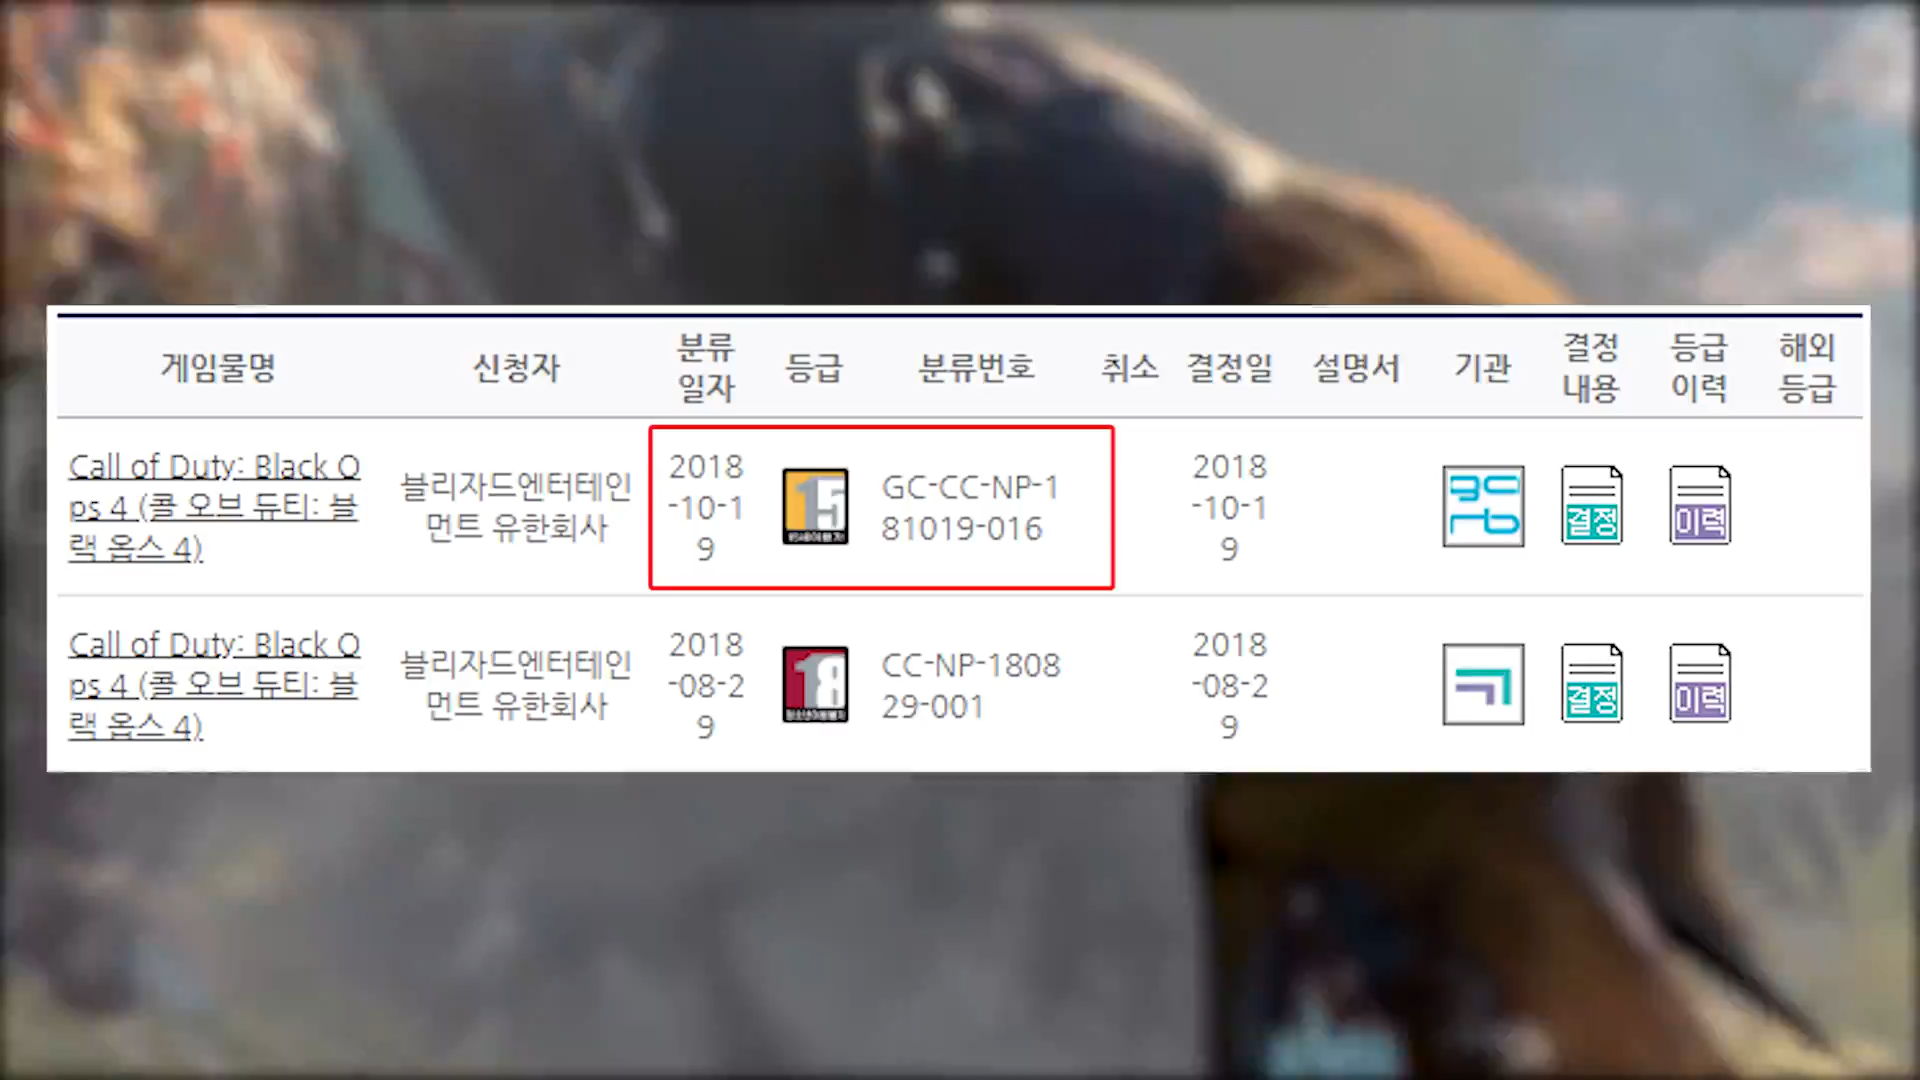 게임물명
신청자
분류
일자
등급
분류번호
취소
결정일
설명서
기관
결정
내용
등급
이력
해외
등급
Call of Duty: Black O
ps 4 (콜 오브 듀티: 블
랙 옵스 4)
블리자드엔터테인
먼트 유한회사
2018
-10-1
9
15
GC-CC-NP-1
81019-016
2018
-10-1
9
gc
rb
결정
이력
Call of Duty: Black O
ps 4 (콜 오브 듀티: 블
랙 옵스 4)
블리자드엔터테인
먼트 유한회사
2018
-08-2
9
18
CC-NP-1808
29-001
2018
-08-2
9
결정
이력